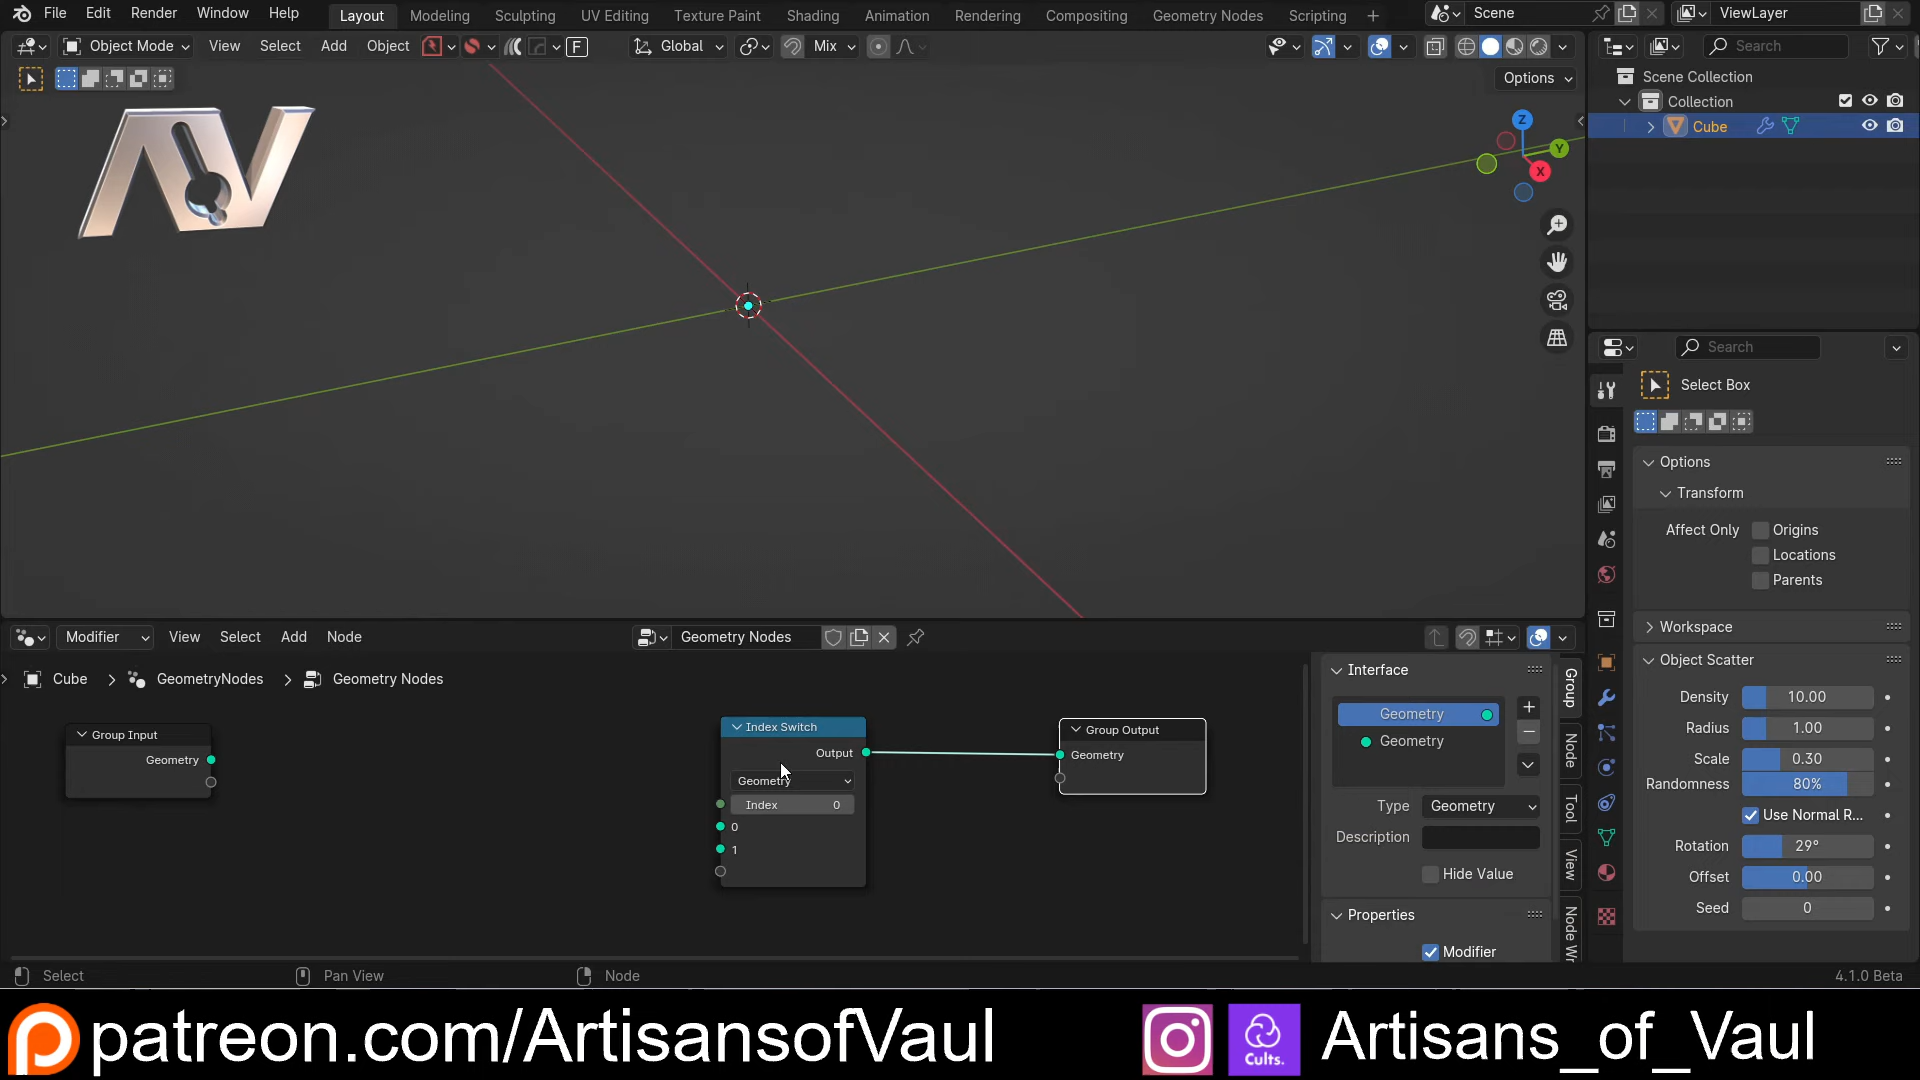 File Edit Render Window Help Layout Modeling Sculpting UV Editing Texture Paint Shading Animation Rendering Compositing Geometry Nodes Scripting + Scene ViewLayer
Object Mode View Select Add Object F Global Mix Search
Options
AV
Scene Collection
Collection
Cube
Z
Y
X
Search
Select Box
Options
Transform
Affect Only Origins
Locations
Parents
Workspace
Object Scatter
Density 10.00
Radius 1.00
Scale 0.30
Randomness 80%
Use Normal R...
Rotation 29°
Offset 0.00
Seed 0
Modifier View Select Add Node Geometry Nodes
Cube > GeometryNodes > Geometry Nodes
Group Input
Geometry
Index Switch
Output
Geometry
Index 0
0
1
Group Output
Geometry
Interface
Geometry
Geometry
Type Geometry
Description
Hide Value
Properties
Modifier
Group
Node
Tool
View
Node Wr
Select Pan View Node 4.1.0 Beta
patreon.com/ArtisansofVaul Cults. Artisans_of_Vaul